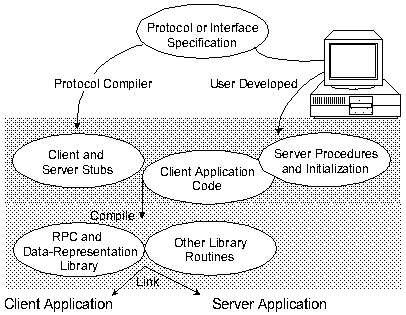 Protocol or Interface
Specification
Protocol Compiler
User Developed
Client and
Server Stubs
Client Application
Code
Server Procedures
and Initialization
Compile
RPC and
Data-Representation
Library
Other Library
Routines
Link
Client Application
Server Application